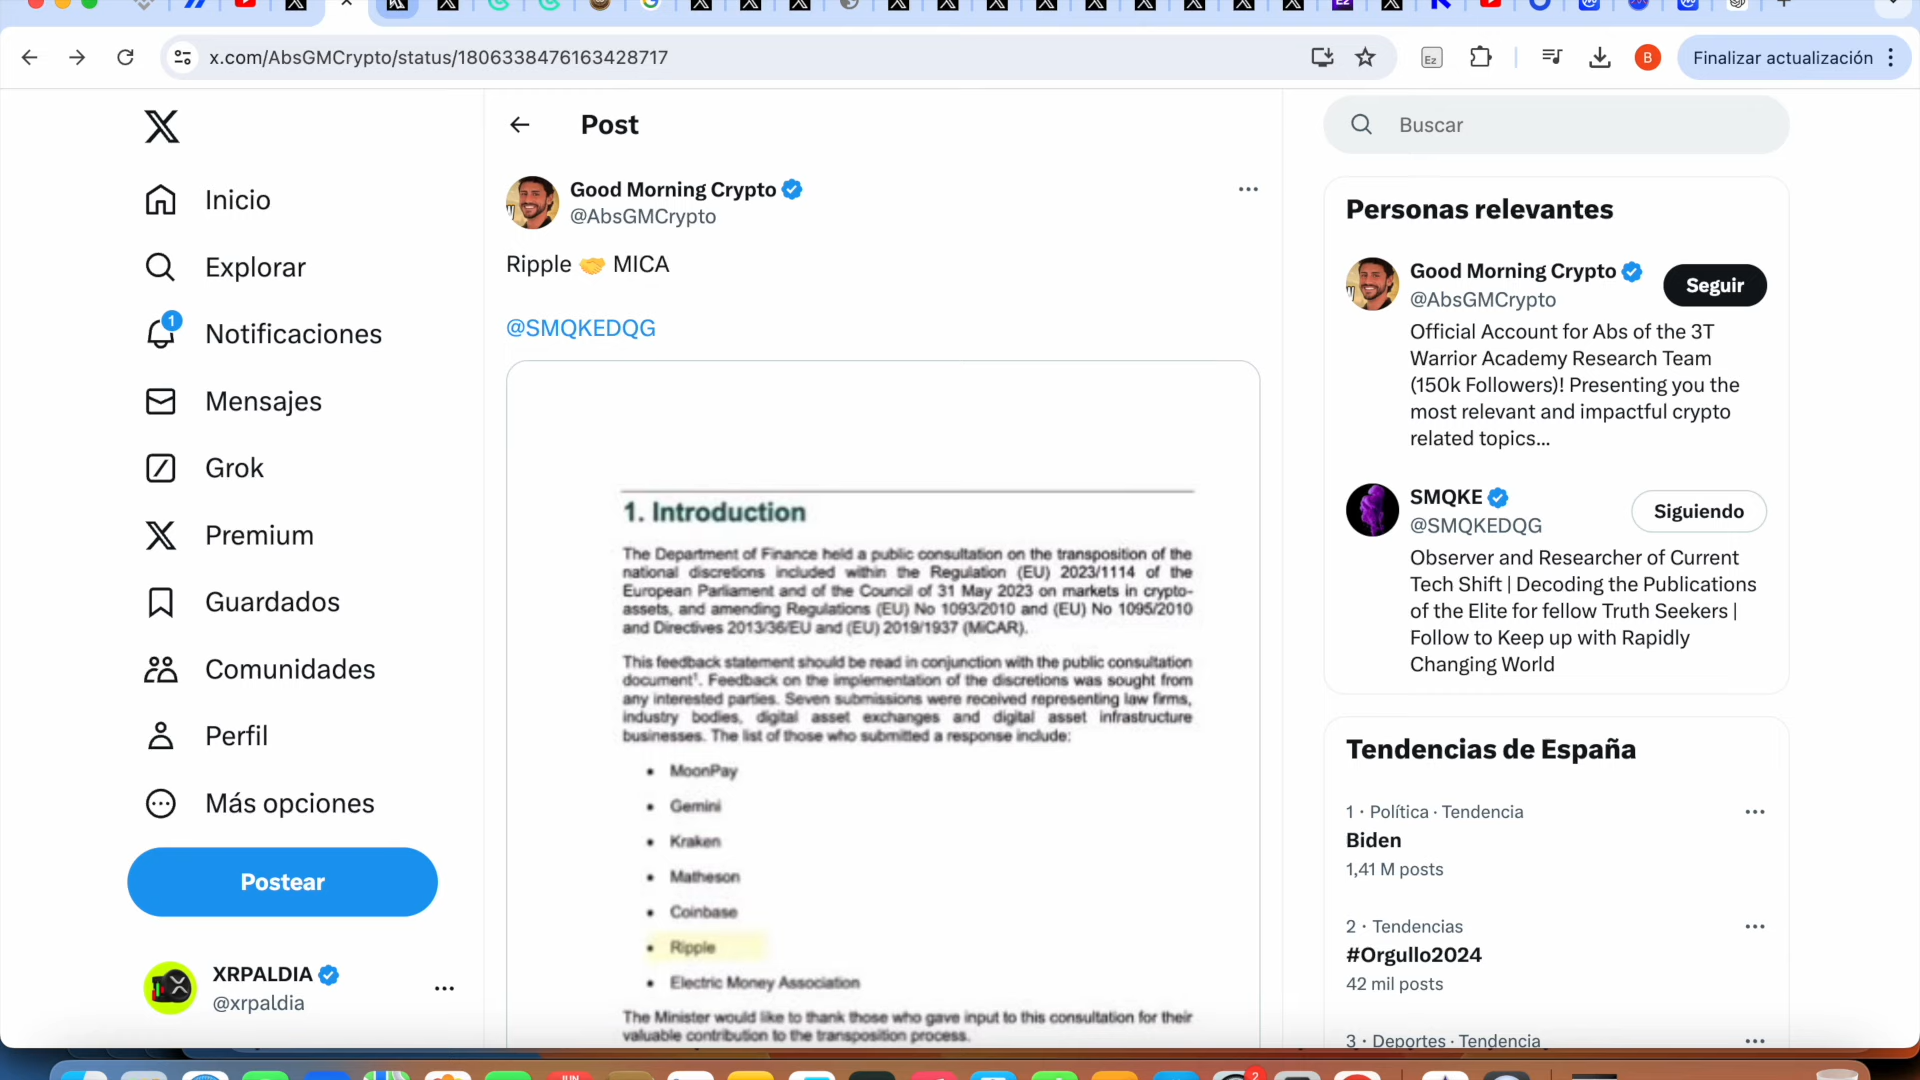 x.com/AbsGMCrypto/status/1806338476163428717
Ez
B
Finalizar actualización
Inicio
Explorar
1
Notificaciones
Mensajes
Grok
Premium
Guardados
Comunidades
Perfil
Más opciones
Postear
XRPALDIA
@xrpaldia
Post
Good Morning Crypto
@AbsGMCrypto
Ripple 🤝 MICA
@SMQKEDQG
1. Introduction
The Department of Finance held a public consultation on the transposition of the
national discretions included within the Regulation (EU) 2023/1114 of the
European Parliament and of the Council of 31 May 2023 on markets in crypto-
assets, and amending Regulations (EU) No 1093/2010 and (EU) No 1095/2010
and Directives 2013/36/EU and (EU) 2019/1937 (MiCAR).
This feedback statement should be read in conjunction with the public consultation
document¹. Feedback on the implementation of the discretions was sought from
any interested parties. Seven submissions were received representing law firms,
industry bodies, digital asset exchanges and digital asset infrastructure
businesses. The list of those who submitted a response include:
• MoonPay
• Gemini
• Kraken
• Matheson
• Coinbase
• Ripple
• Electric Money Association
The Minister would like to thank those who gave input to this consultation for their
valuable contribution to the transposition process.
Buscar
Personas relevantes
Good Morning Crypto
@AbsGMCrypto
Seguir
Official Account for Abs of the 3T
Warrior Academy Research Team
(150k Followers)! Presenting you the
most relevant and impactful crypto
related topics...
SMQKE
@SMQKEDQG
Siguiendo
Observer and Researcher of Current
Tech Shift | Decoding the Publications
of the Elite for fellow Truth Seekers |
Follow to Keep up with Rapidly
Changing World
Tendencias de España
1 · Política · Tendencia
Biden
1,41 M posts
2 · Tendencias
#Orgullo2024
42 mil posts
3 · Deportes · Tendencia
JUN
2